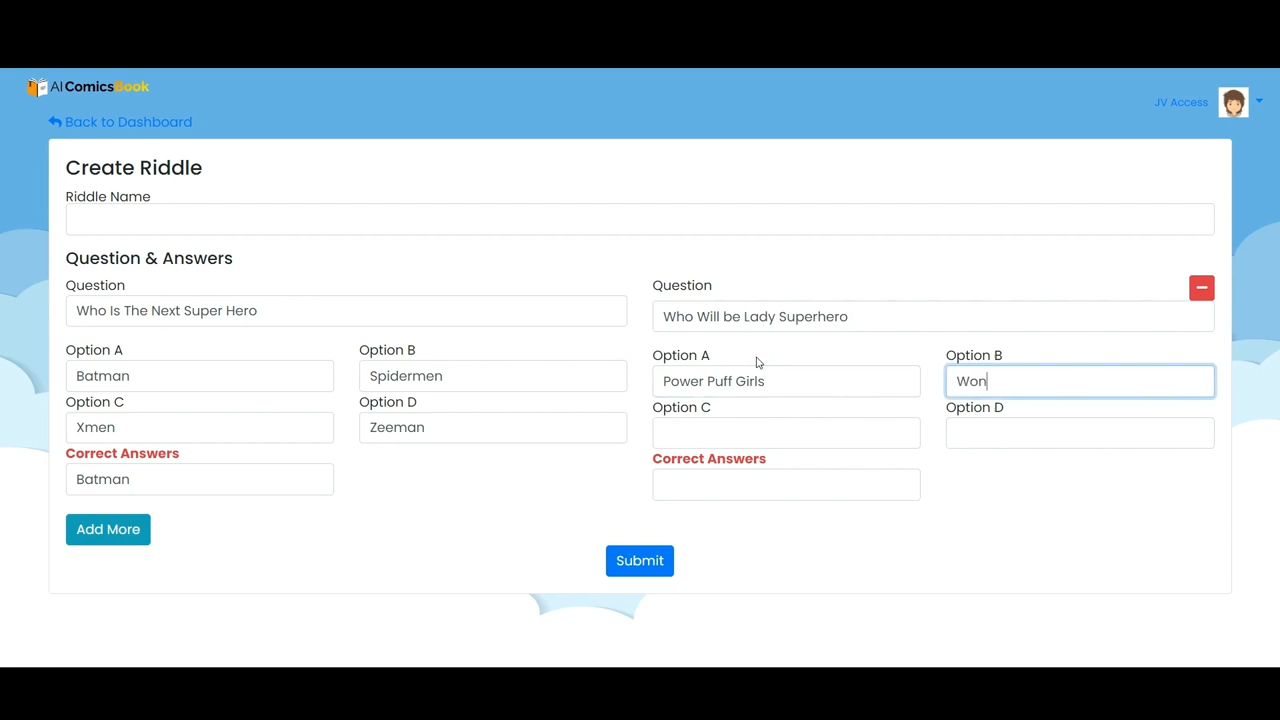 AI ComicsBook
JV Access
Back to Dashboard
Create Riddle
Riddle Name
Question & Answers
Question
Who Is The Next Super Hero
Option A
Option B
Batman
Spidermen
Option C
Option D
Xmen
Zeeman
Correct Answers
Batman
Question
Who Will be Lady Superhero
Option A
Option B
Power Puff Girls
Won
Option C
Option D
Correct Answers
Add More
Submit